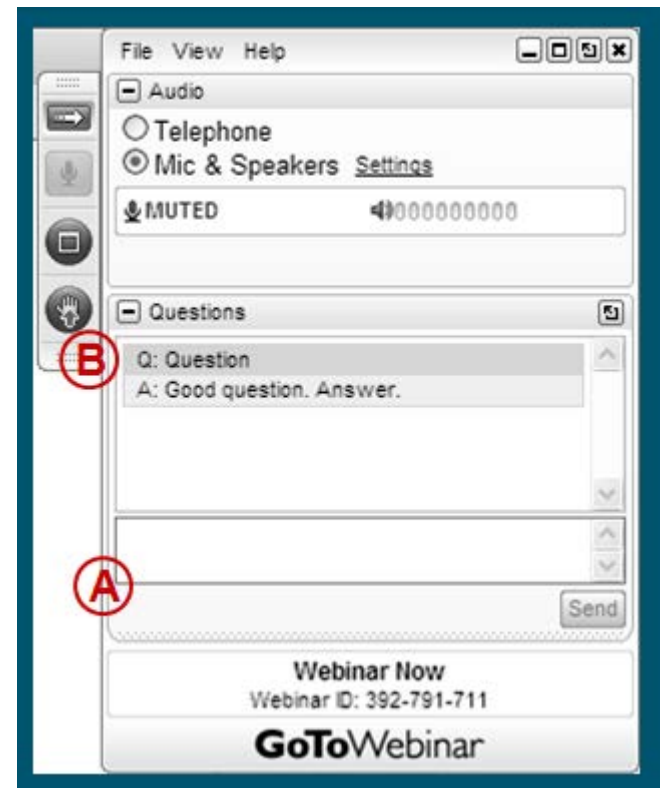 File View Help
Audio
Telephone
Mic & Speakers Settings
MUTED 000000000
Questions
B
Q: Question
A: Good question. Answer.
A
Send
Webinar Now
Webinar ID: 392-791-711
GoToWebinar